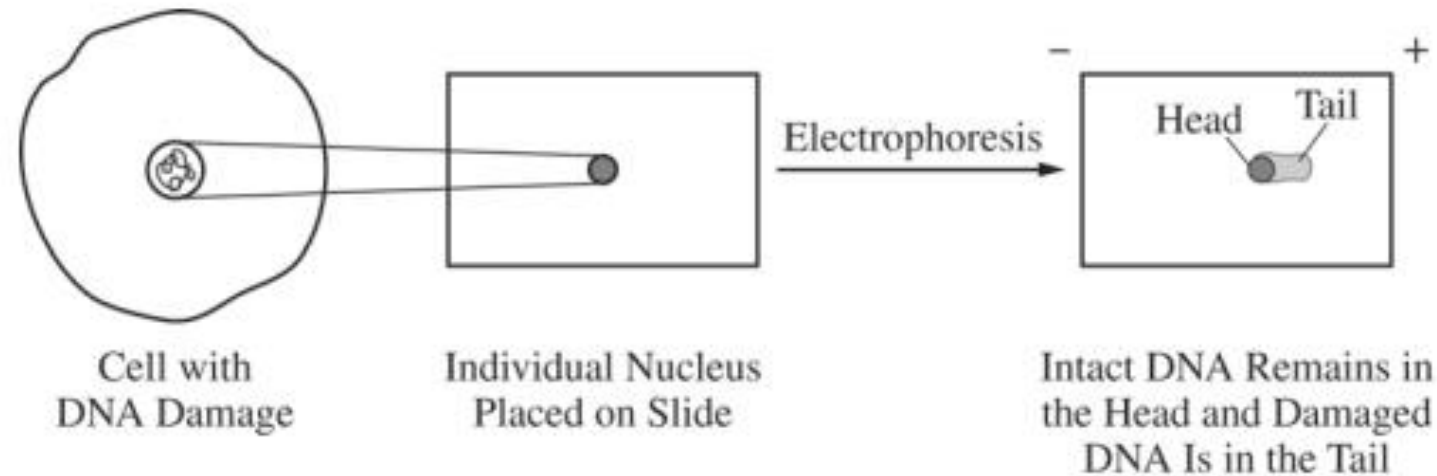 − +
Head Tail
Electrophoresis
Cell with
DNA Damage
Individual Nucleus
Placed on Slide
Intact DNA Remains in
the Head and Damaged
DNA Is in the Tail